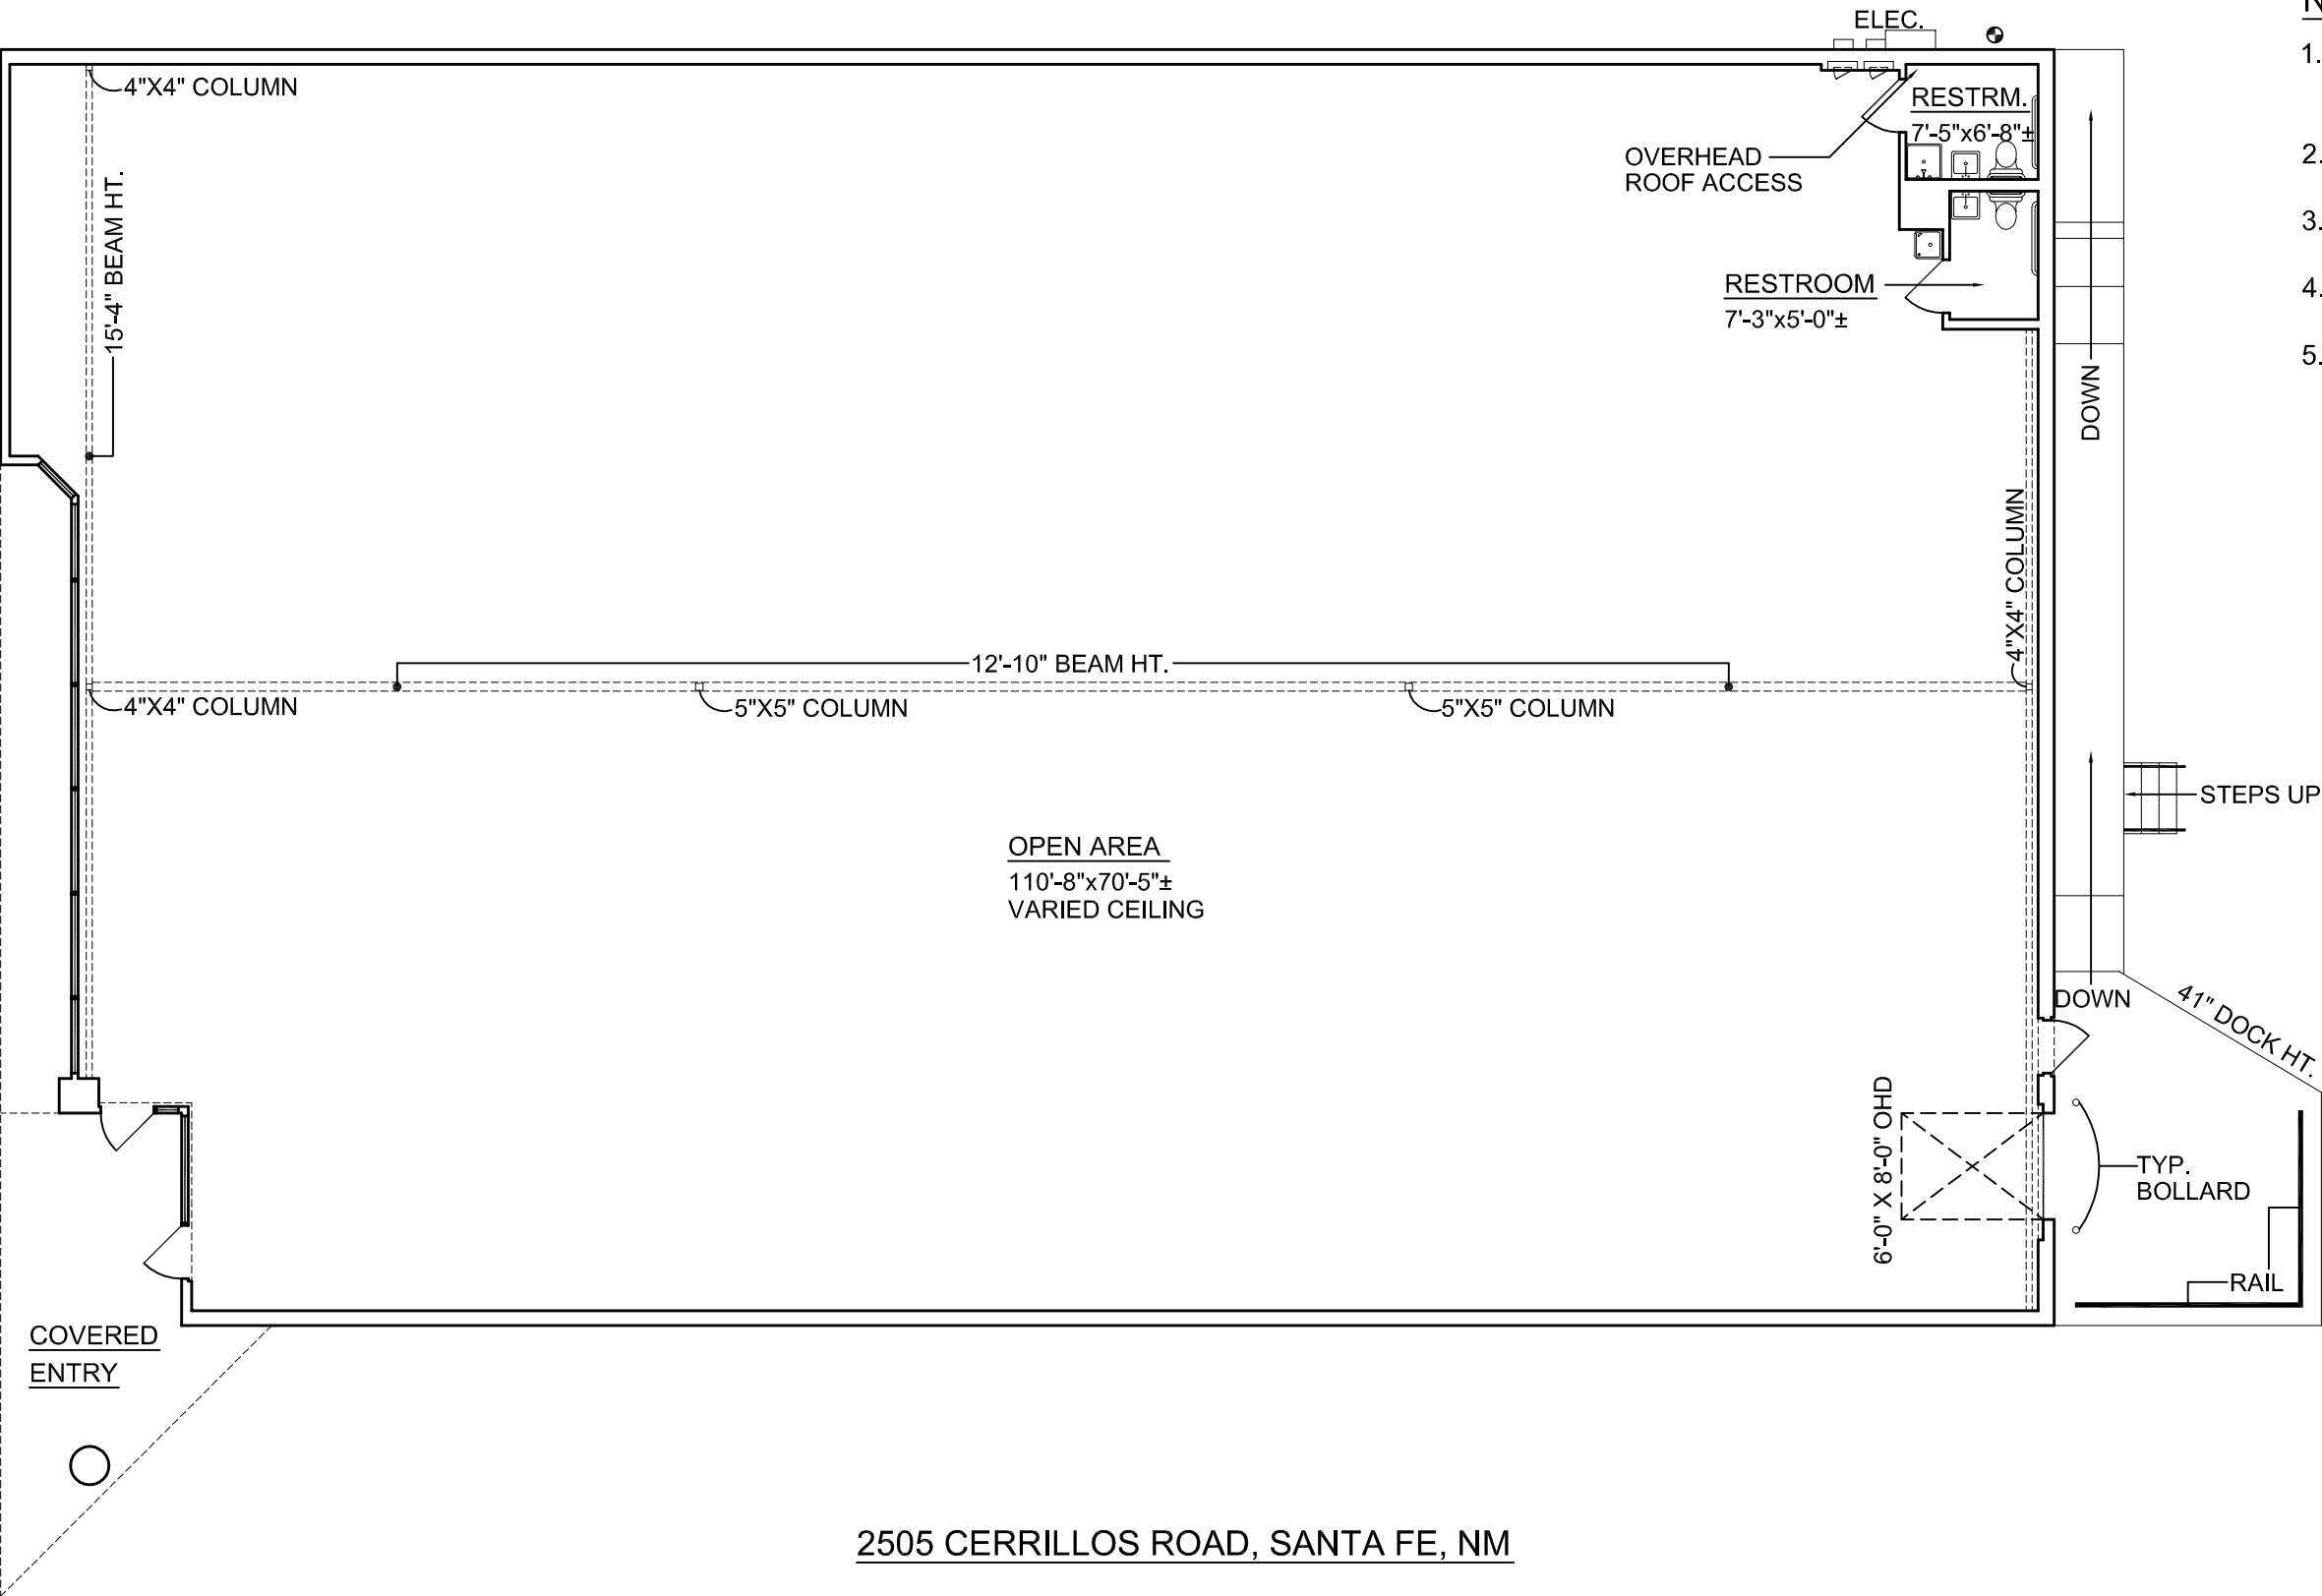 ELEC.
4"X4" COLUMN
RESTRM.
7'-5"x6'-8"±
OVERHEAD
ROOF ACCESS
15'-4" BEAM HT.
RESTROOM
7'-3"x5'-0"±
1.
2.
3.
4.
5.
DOWN
4"X4" COLUMN
12'-10" BEAM HT.
4"X4" COLUMN
5"X5" COLUMN
5"X5" COLUMN
STEPS UP
OPEN AREA
110'-8"x70'-5"±
VARIED CEILING
DOWN
41" DOCK HT.
6'-0" X 8'-0" OHD
TYP.
BOLLARD
RAIL
COVERED
ENTRY
2505 CERRILLOS ROAD, SANTA FE, NM